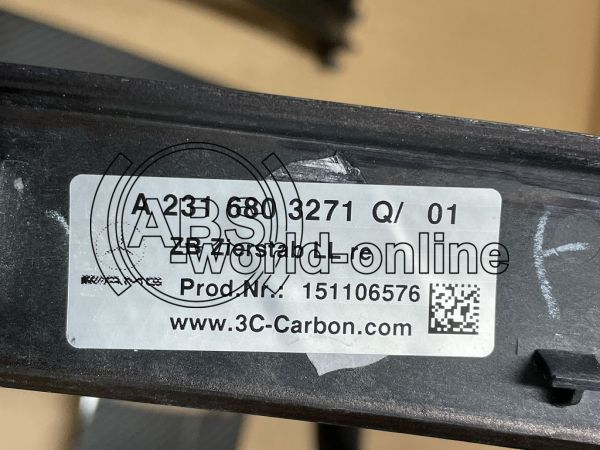 A 231 680 3271 Q/ 01
ZB Zierstab LL re
AMG
Prod.Nr.: 151106576
www.3C-Carbon.com
ABS
-world-online